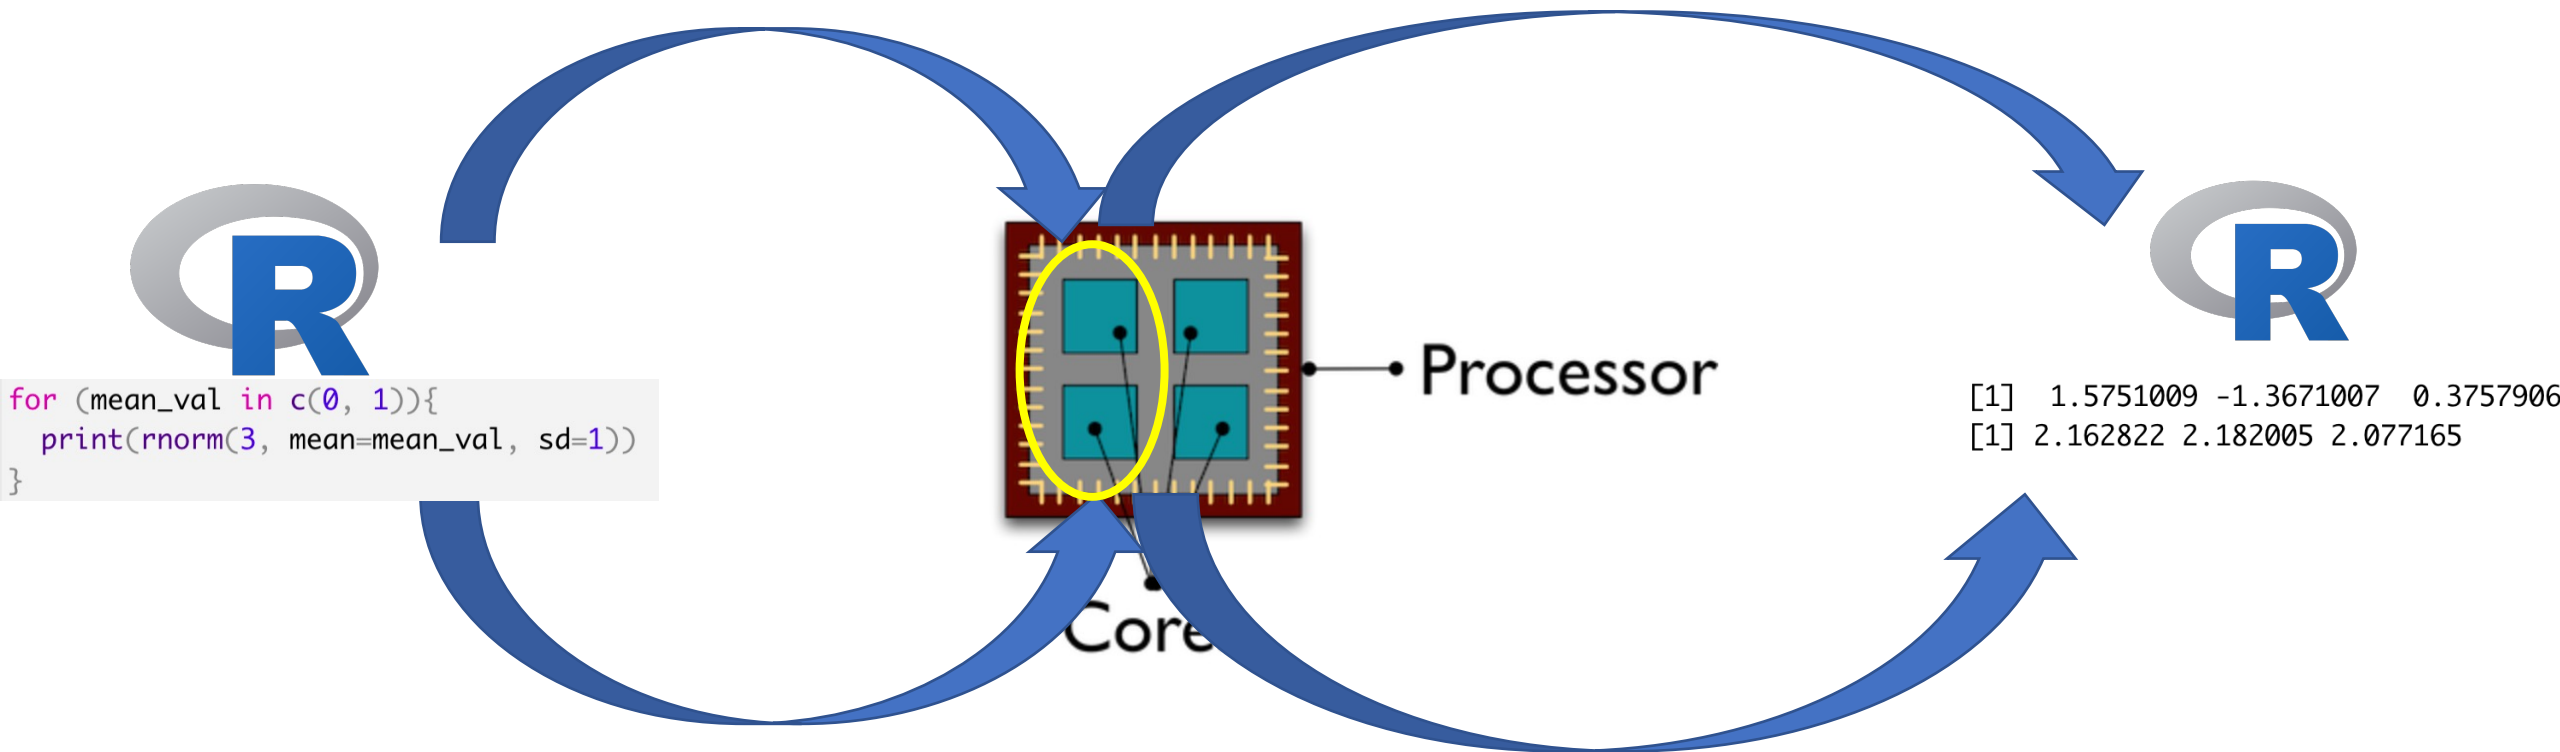 R
for (mean_val in c(0, 1)){
  print(rnorm(3, mean=mean_val, sd=1))
}
Processor
Core
R
[1]  1.5751009 -1.3671007  0.3757906
[1] 2.162822 2.182005 2.077165